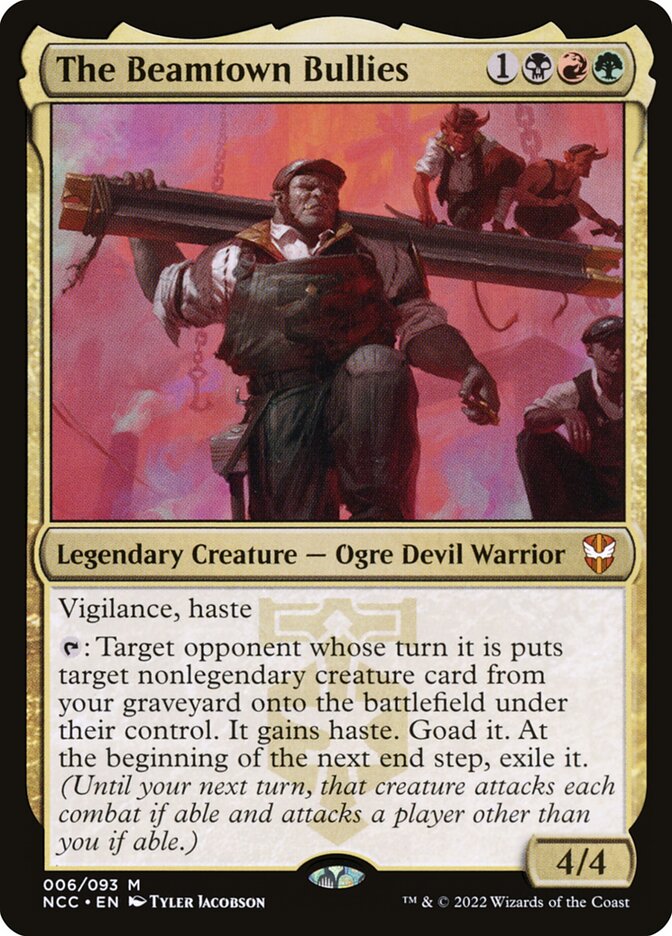 The Beamtown Bullies 1
Legendary Creature — Ogre Devil Warrior
Vigilance, haste
: Target opponent whose turn it is puts
target nonlegendary creature card from
your graveyard onto the battlefield under
their control. It gains haste. Goad it. At
the beginning of the next end step, exile it.
(Until your next turn, that creature attacks each
combat if able and attacks a player other than
you if able.)
4/4
006/093 M
NCC • EN Tyler Jacobson
™ & © 2022 Wizards of the Coast